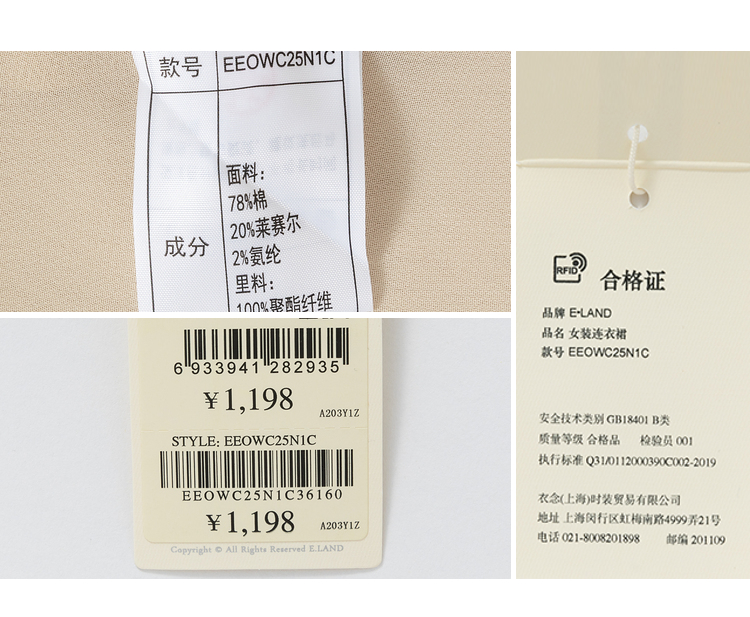 款号 EEOWC25N1C
成分
面料:
78%棉
20%莱赛尔
2%氨纶
里料:
100%聚酯纤维
6 933941 282935
¥1,198
A203Y1Z
STYLE: EEOWC25N1C
EEOWC25N1C36160
¥1,198
A203Y1Z
Copyright © All Rights Reserved E.LAND
RFID
合格证
品牌 E•LAND
品名 女装连衣裙
款号 EEOWC25N1C
安全技术类别 GB18401 B类
质量等级 合格品 检验员 001
执行标准 Q31/0112000390C002-2019
衣念(上海)时装贸易有限公司
地址 上海闵行区虹梅南路4999弄21号
电话 021-8008201898 邮编 201109